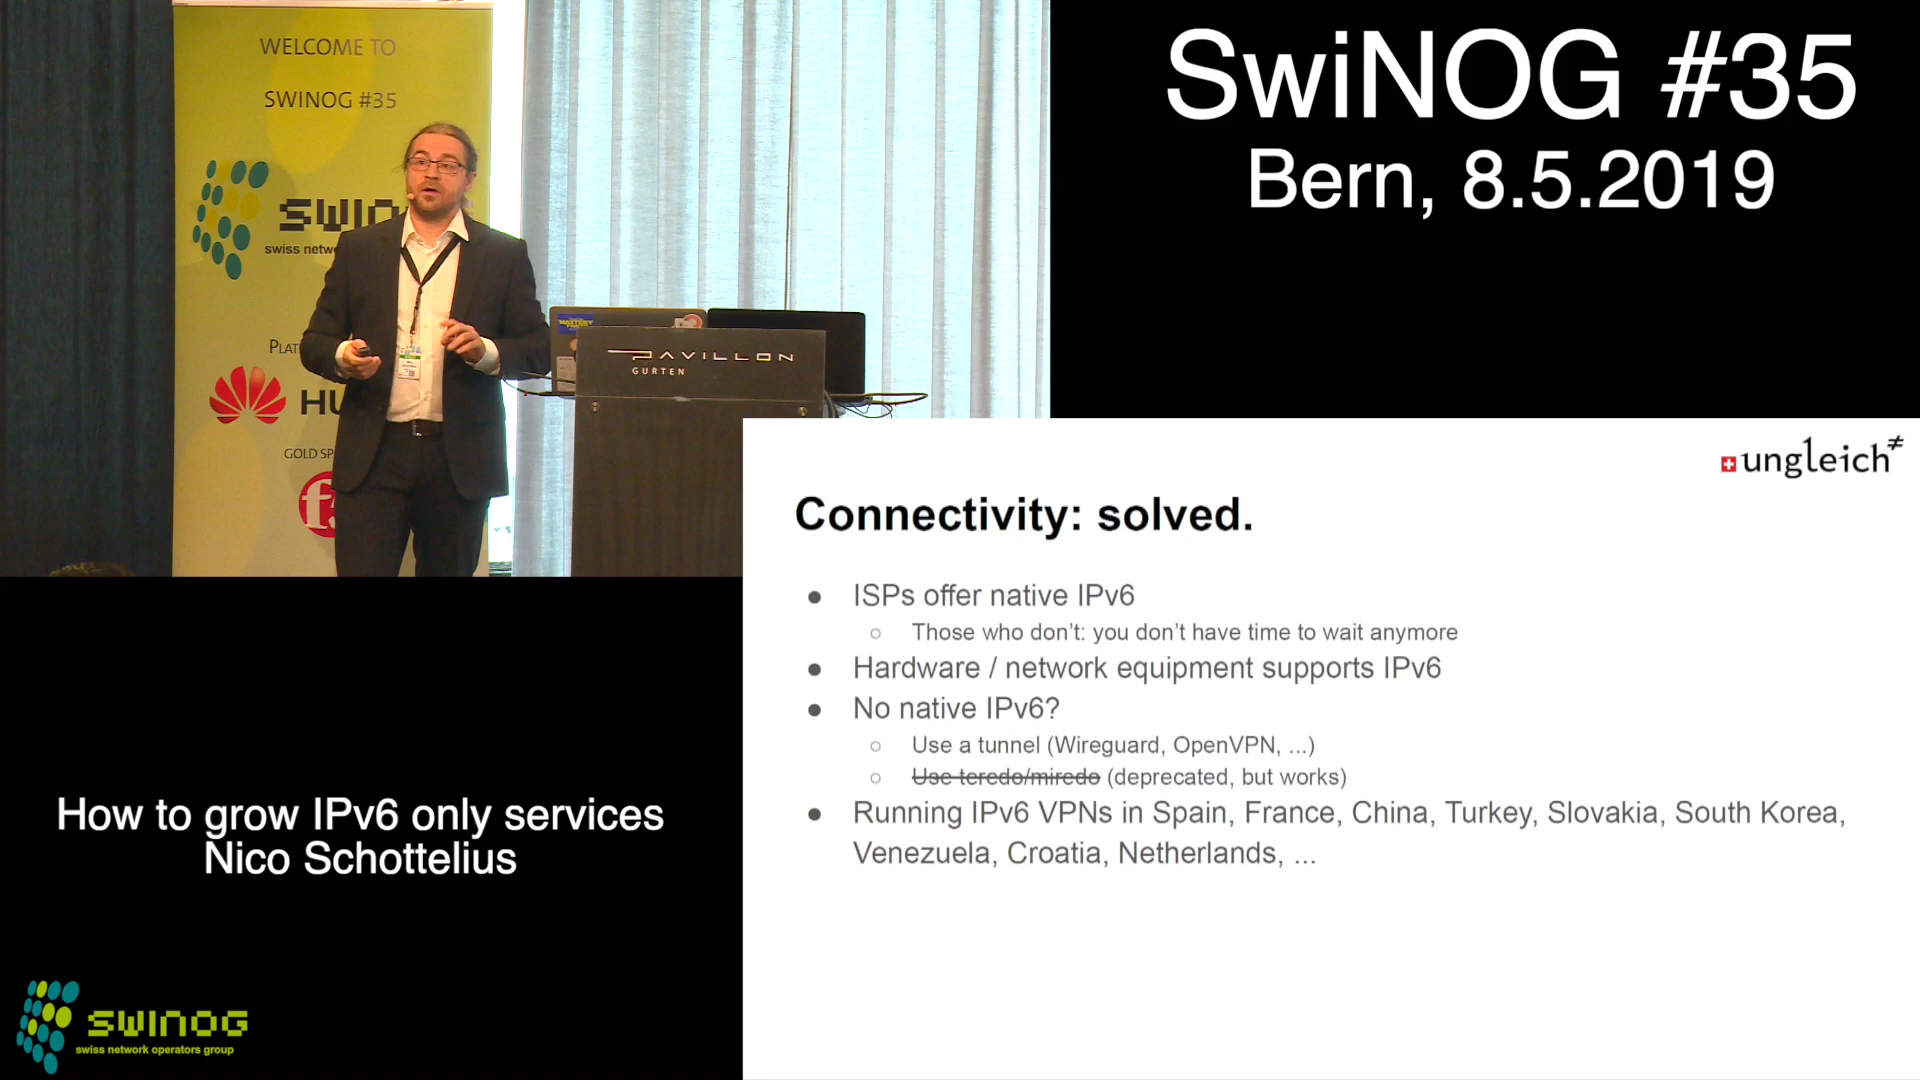 WELCOME TO
SWINOG #35
swiss netw
PLAT
HU
GOLD SP
f5
PAVILLON
GURTEN
SwiNOG #35
Bern, 8.5.2019
ungleich≠
Connectivity: solved.
● ISPs offer native IPv6
○ Those who don't: you don't have time to wait anymore
● Hardware / network equipment supports IPv6
● No native IPv6?
○ Use a tunnel (Wireguard, OpenVPN, ...)
○ Use teredo/miredo (deprecated, but works)
● Running IPv6 VPNs in Spain, France, China, Turkey, Slovakia, South Korea,
Venezuela, Croatia, Netherlands, ...
How to grow IPv6 only services
Nico Schottelius
SWINOG
swiss network operators group